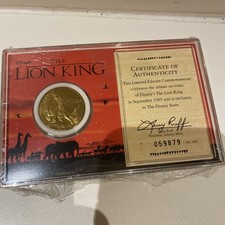 Disney's
THE
LION KING
CERTIFICATE OF
AUTHENTICITY
This Limited Edition Commemorative
celebrates the release on video
of Disney's The Lion King
in September 1995 and is exclusive
to The Disney Store.
059879